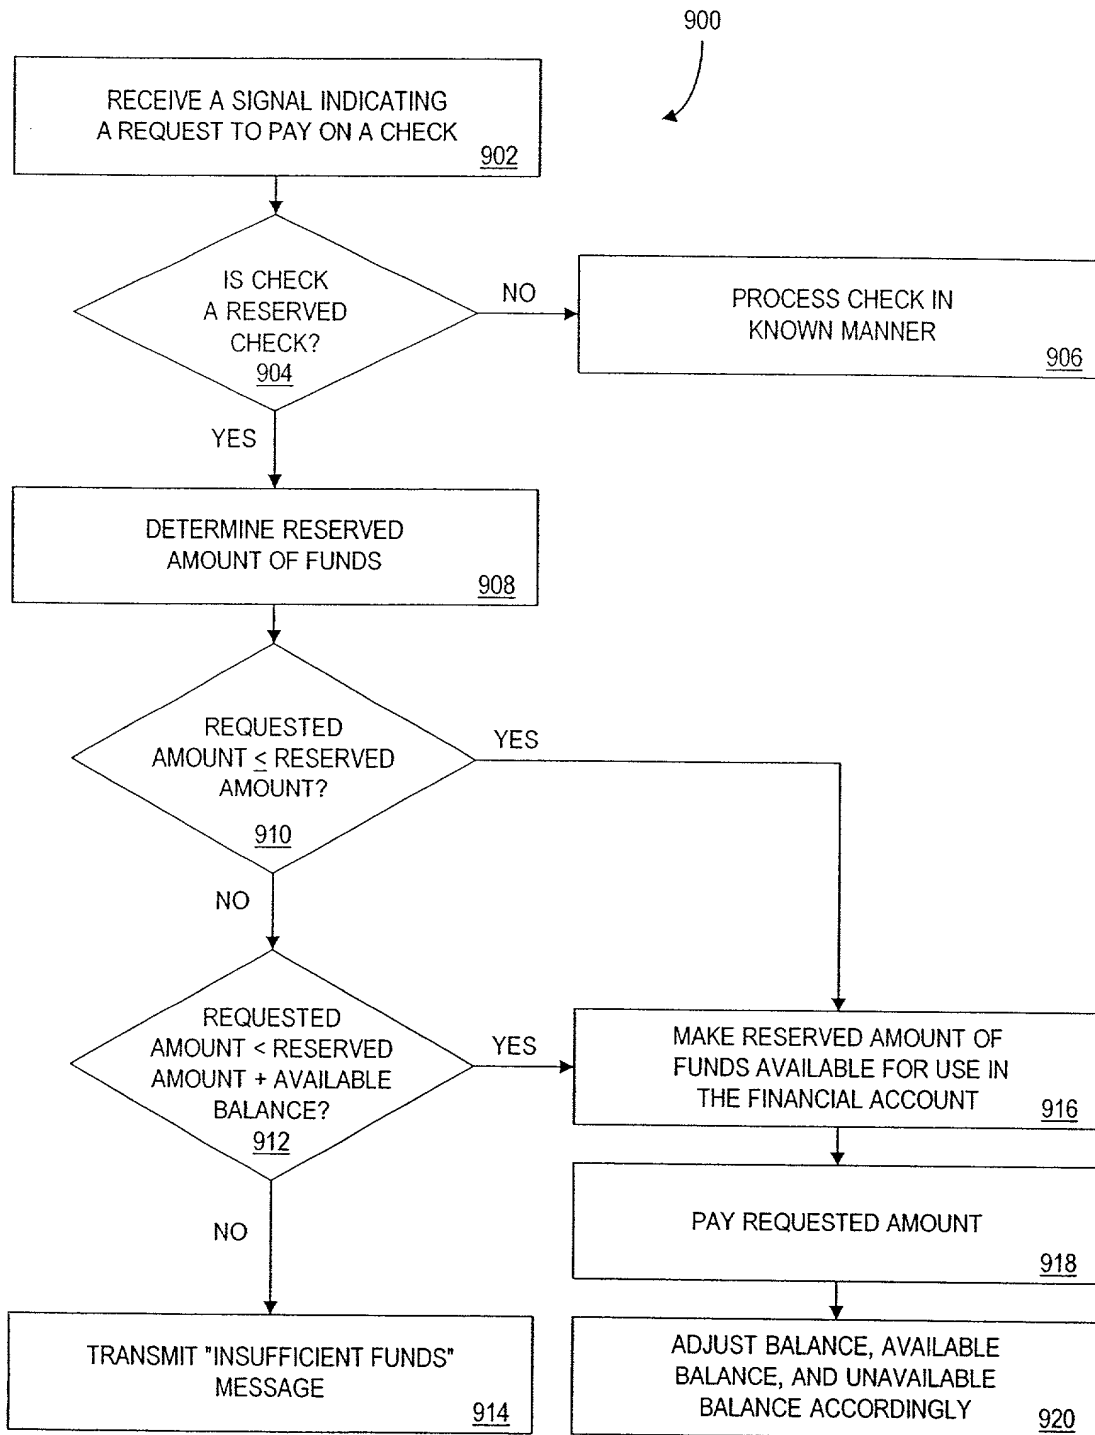 900
RECEIVE A SIGNAL INDICATING
A REQUEST TO PAY ON A CHECK
902
IS CHECK
A RESERVED
CHECK?
904
NO
PROCESS CHECK IN
KNOWN MANNER
906
YES
DETERMINE RESERVED
AMOUNT OF FUNDS
908
REQUESTED
AMOUNT ≤ RESERVED
AMOUNT?
910
YES
NO
REQUESTED
AMOUNT < RESERVED
AMOUNT + AVAILABLE
BALANCE?
912
YES
MAKE RESERVED AMOUNT OF
FUNDS AVAILABLE FOR USE IN
THE FINANCIAL ACCOUNT
916
NO
PAY REQUESTED AMOUNT
918
TRANSMIT "INSUFFICIENT FUNDS"
MESSAGE
914
ADJUST BALANCE, AVAILABLE
BALANCE, AND UNAVAILABLE
BALANCE ACCORDINGLY
920